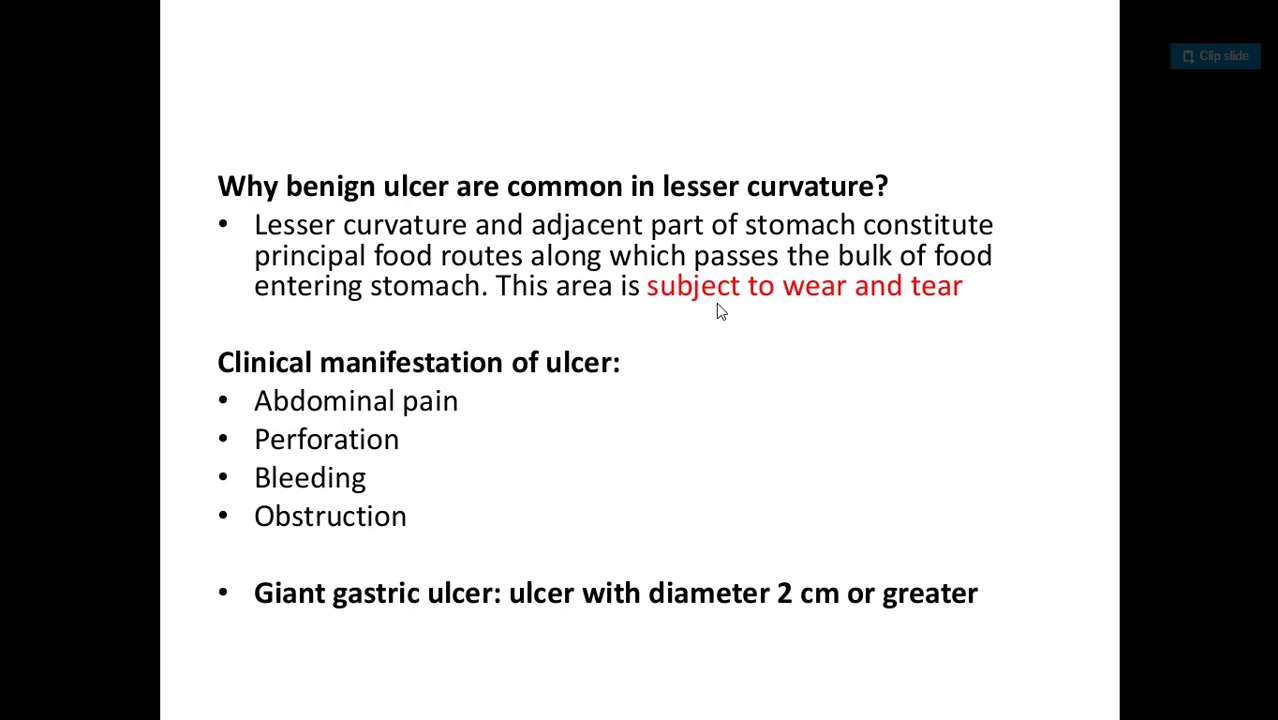 Clip slide
Why benign ulcer are common in lesser curvature?
• Lesser curvature and adjacent part of stomach constitute
principal food routes along which passes the bulk of food
entering stomach. This area is subject to wear and tear
Clinical manifestation of ulcer:
• Abdominal pain
• Perforation
• Bleeding
• Obstruction
• Giant gastric ulcer: ulcer with diameter 2 cm or greater